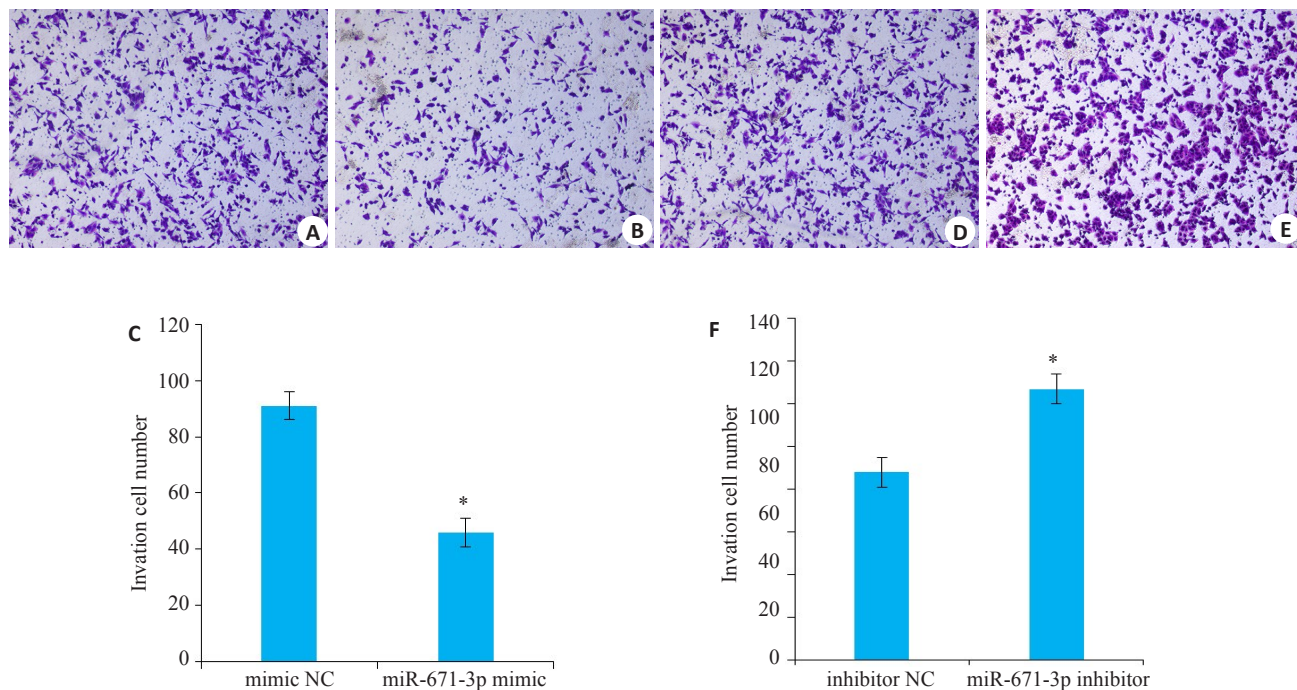 A
B
D
E
C
Invation cell number
120
100
80
60
40
20
0
mimic NC
miR-671-3p mimic
*
F
Invation cell number
140
120
100
80
60
40
20
0
inhibitor NC
miR-671-3p inhibitor
*